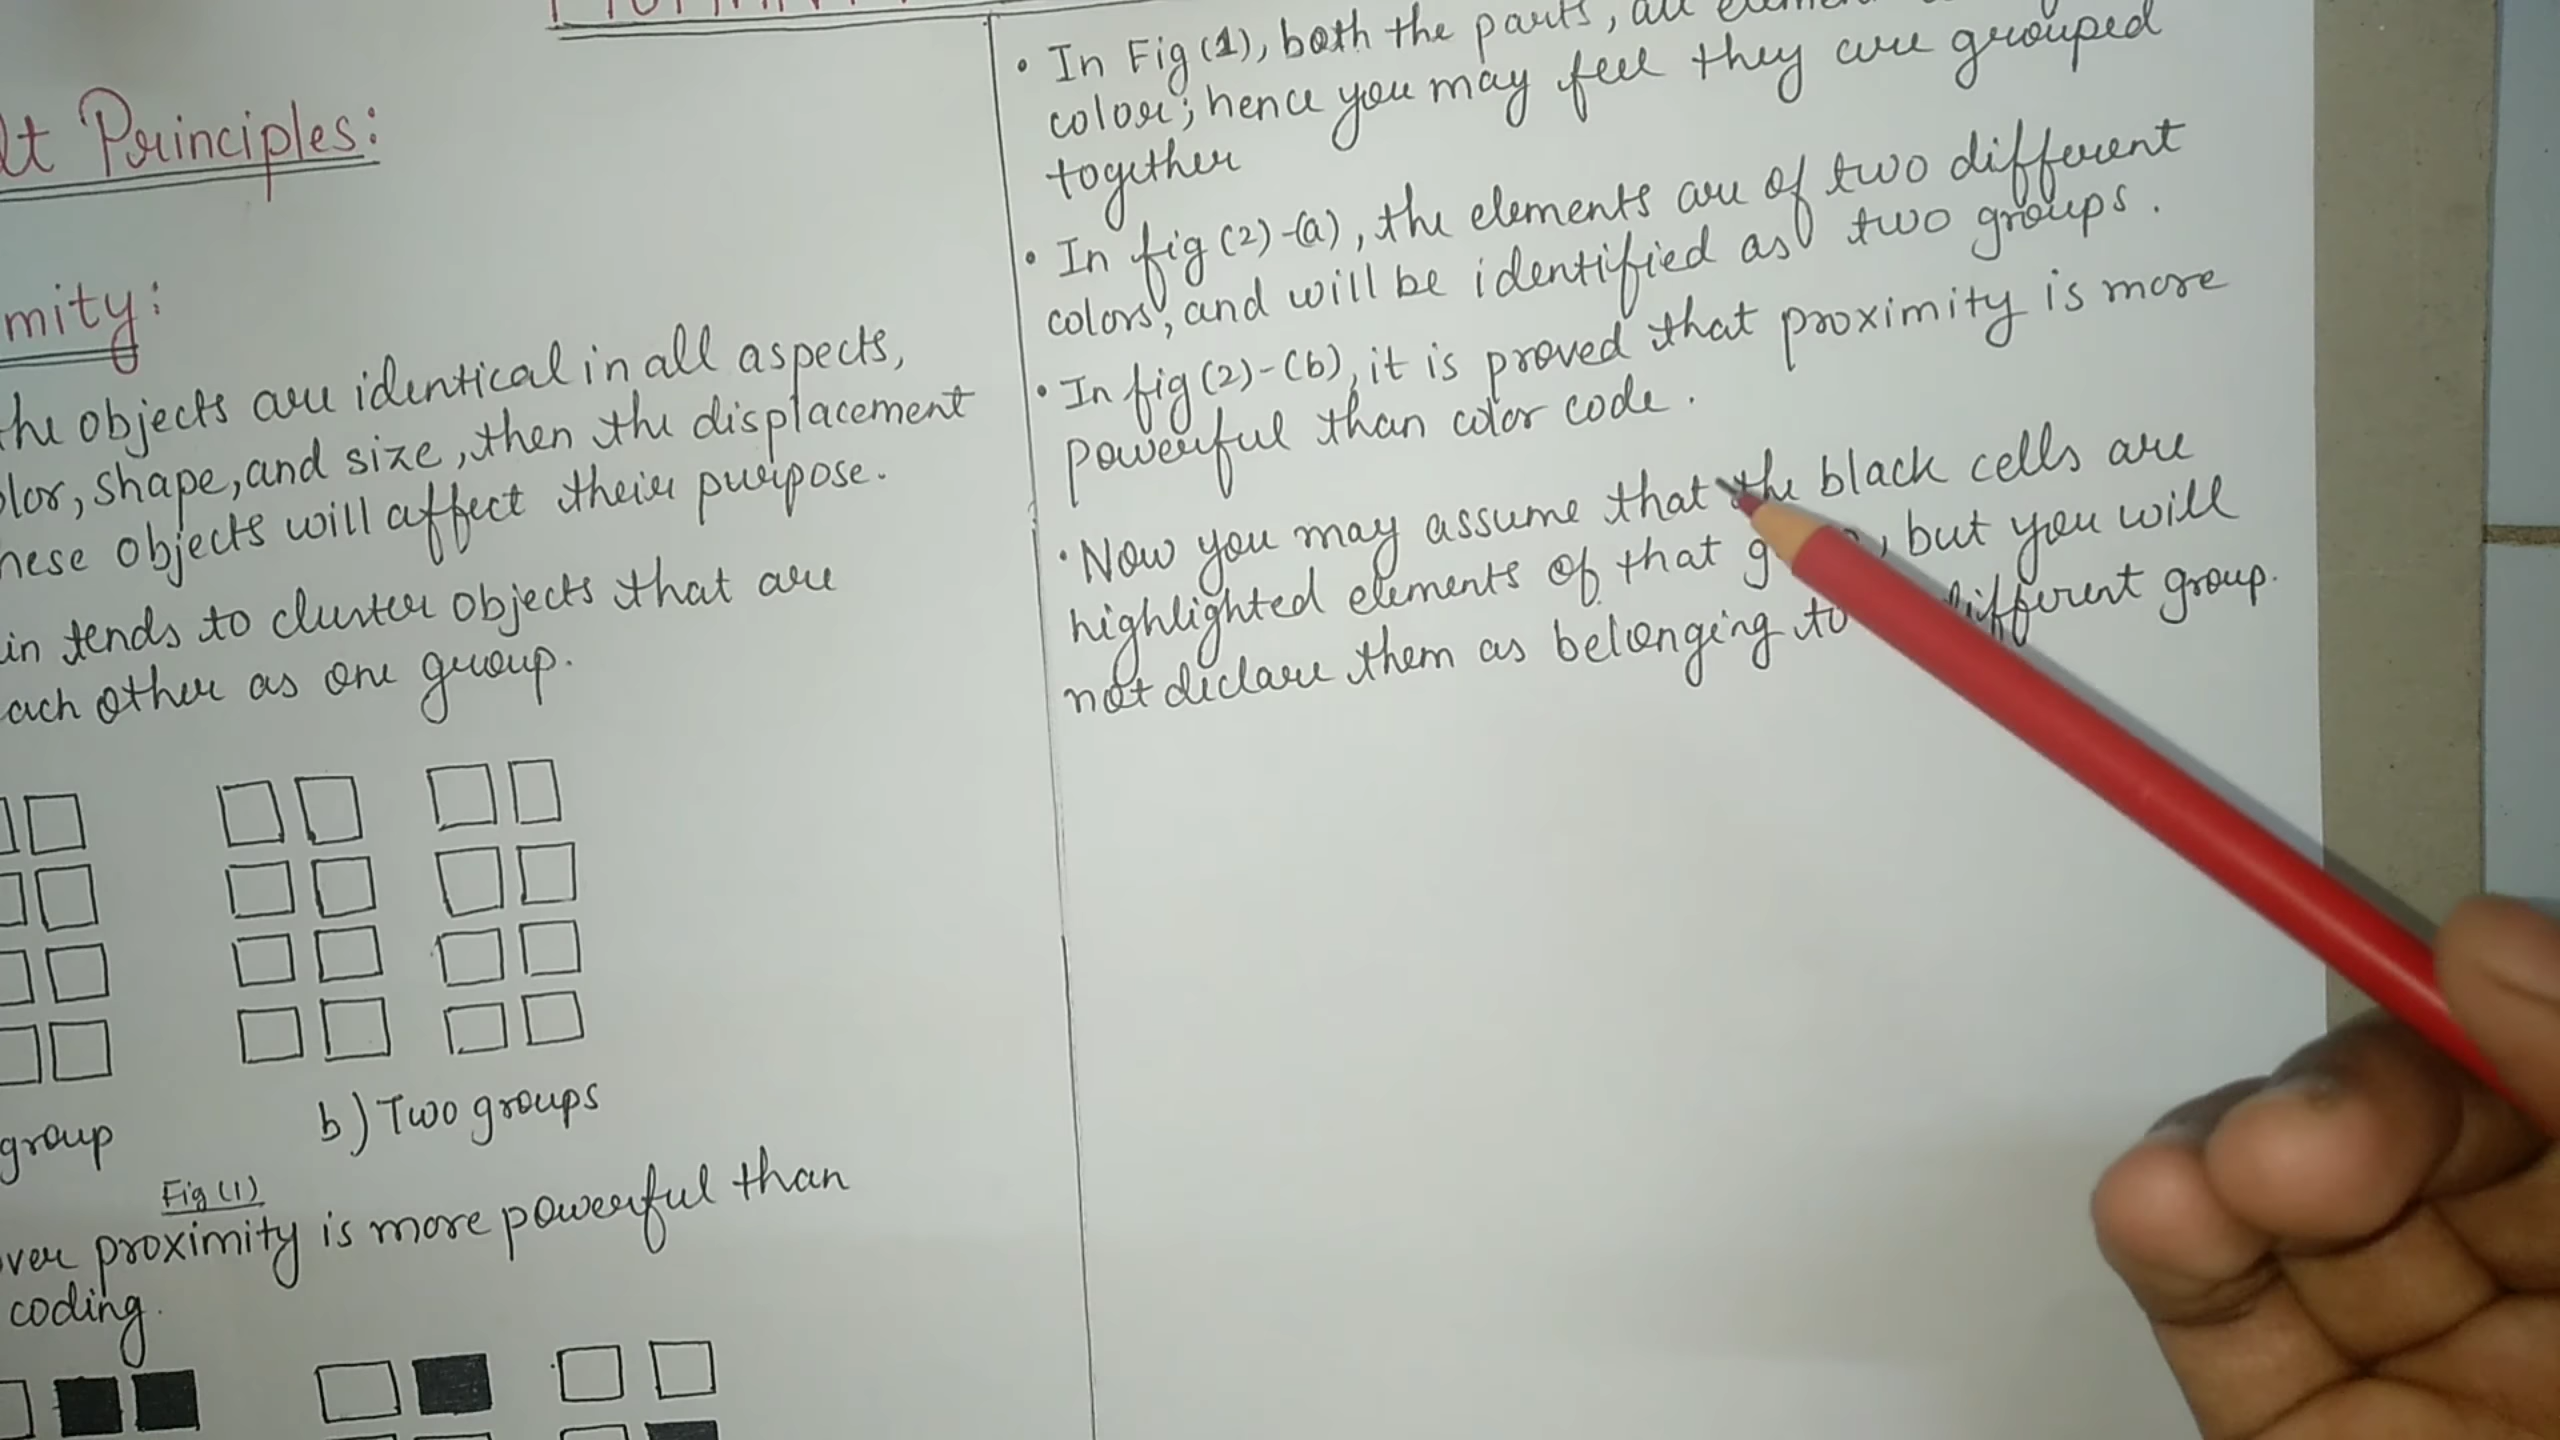 Principles:
mity:
the objects are identical in all aspects,
lor, shape, and size, then the displacement
hese objects will affect their purpose.
in tends to cluster objects that are
ach other as one group.
group
b) Two groups
Fig (1)
ver proximity is more powerful than
coding.
• In Fig (1), both the parts, all
color; hence you may feel they are grouped
together
• In fig (2)-(a), the elements are of two different
colors, and will be identified as two groups.
• In fig (2)-(b), it is proved that proximity is more
powerful than color code.
• Now you may assume that the black cells are
highlighted elements of that , but you will
not declare them as belonging to different group.